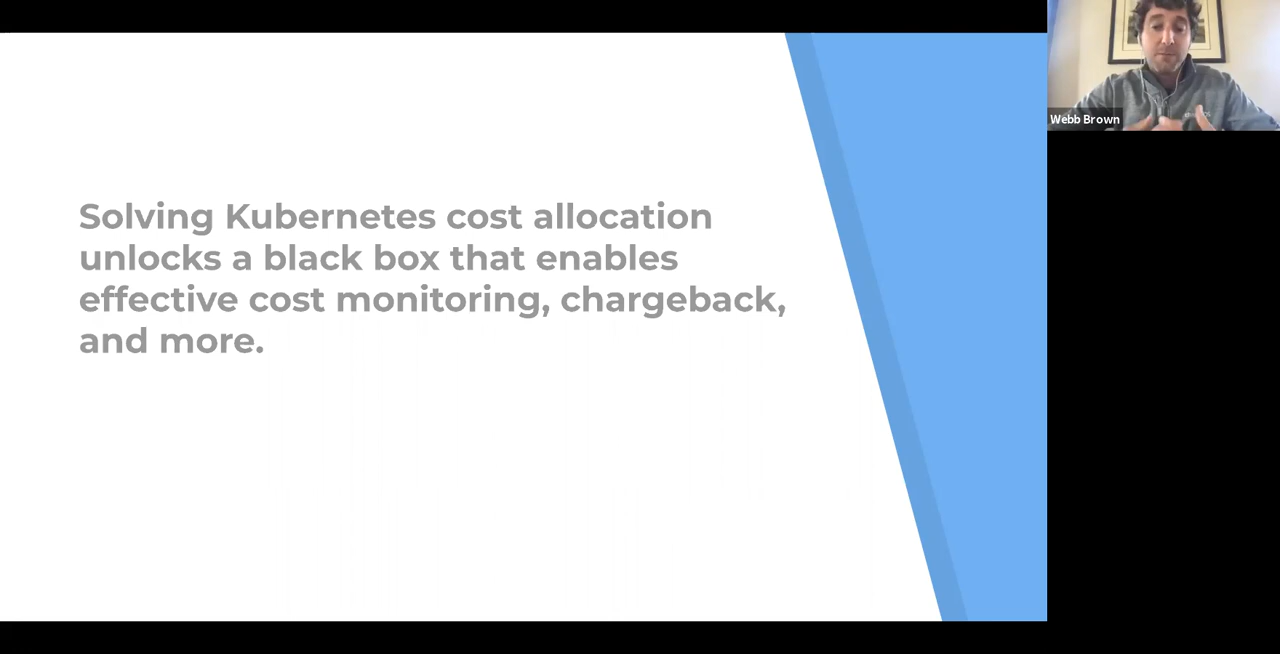 Solving Kubernetes cost allocation
unlocks a black box that enables
effective cost monitoring, chargeback,
and more.
Webb Brown